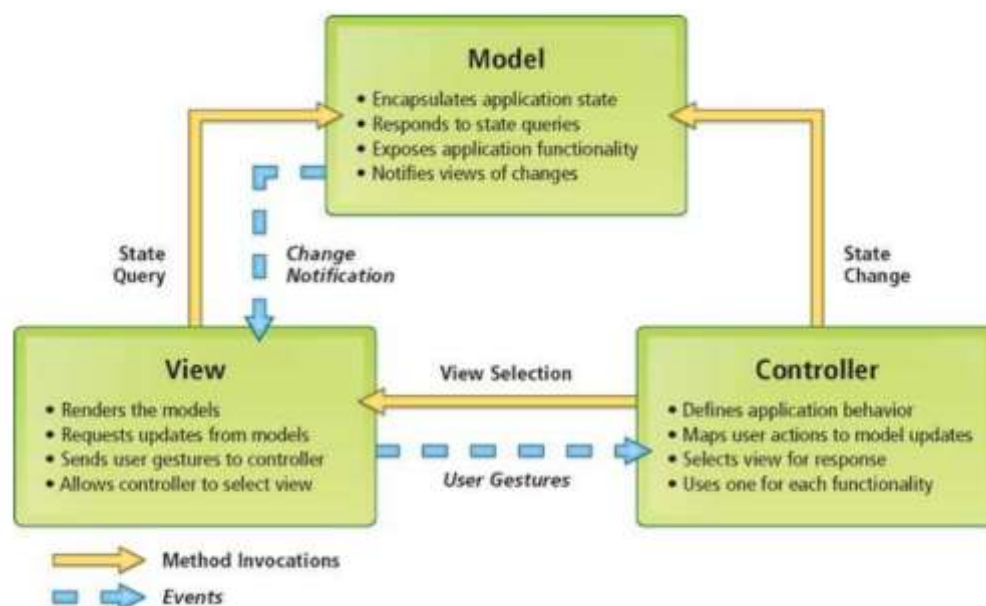 Model
• Encapsulates application state
• Responds to state queries
• Exposes application functionality
• Notifies views of changes
State
Query
Change
Notification
State
Change
View
• Renders the models
• Requests updates from models
• Sends user gestures to controller
• Allows controller to select view
View Selection
User Gestures
Controller
• Defines application behavior
• Maps user actions to model updates
• Selects view for response
• Uses one for each functionality
Method Invocations
Events